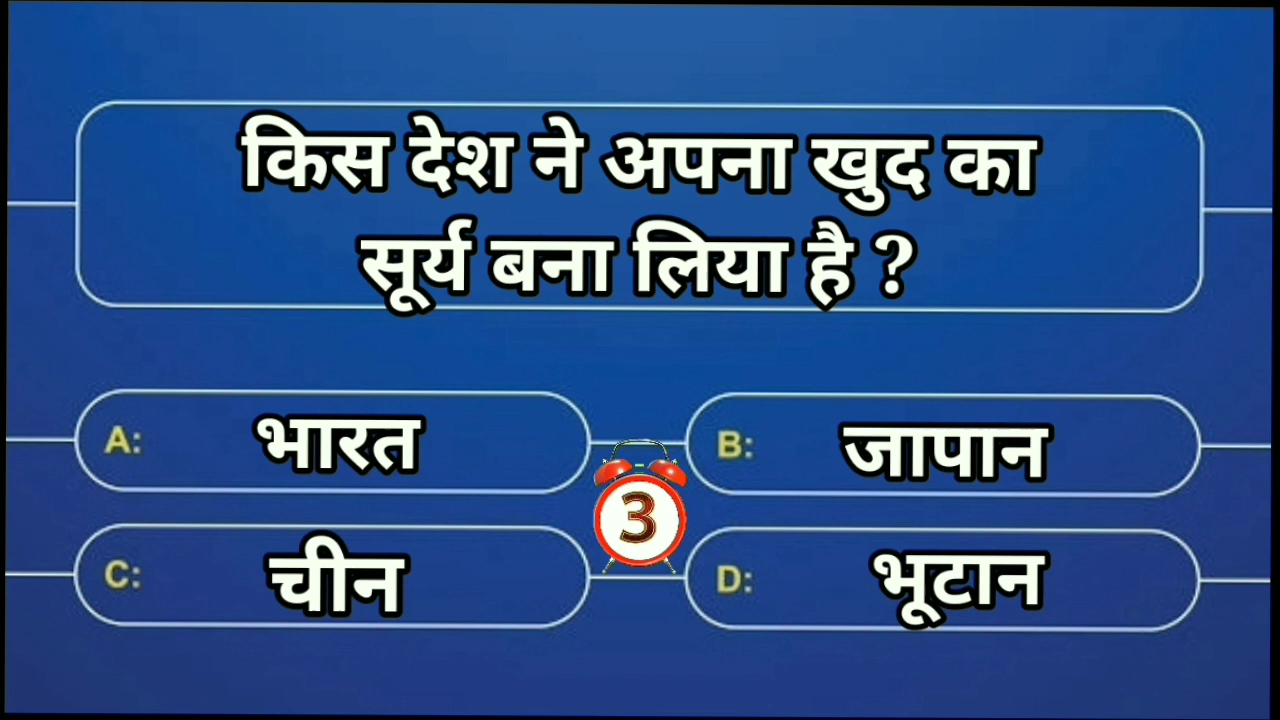 किस देश ने अपना खुद का
सूर्य बना लिया है ?
A: भारत
B: जापान
3
C: चीन
D: भूटान